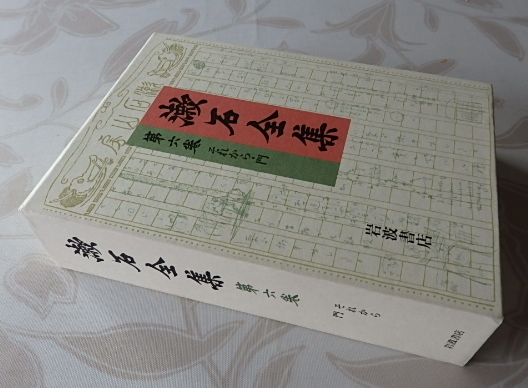 漱石全集
第六巻 それから・門
岩波書店
漱石全集 第六巻 それから 門 岩波書店